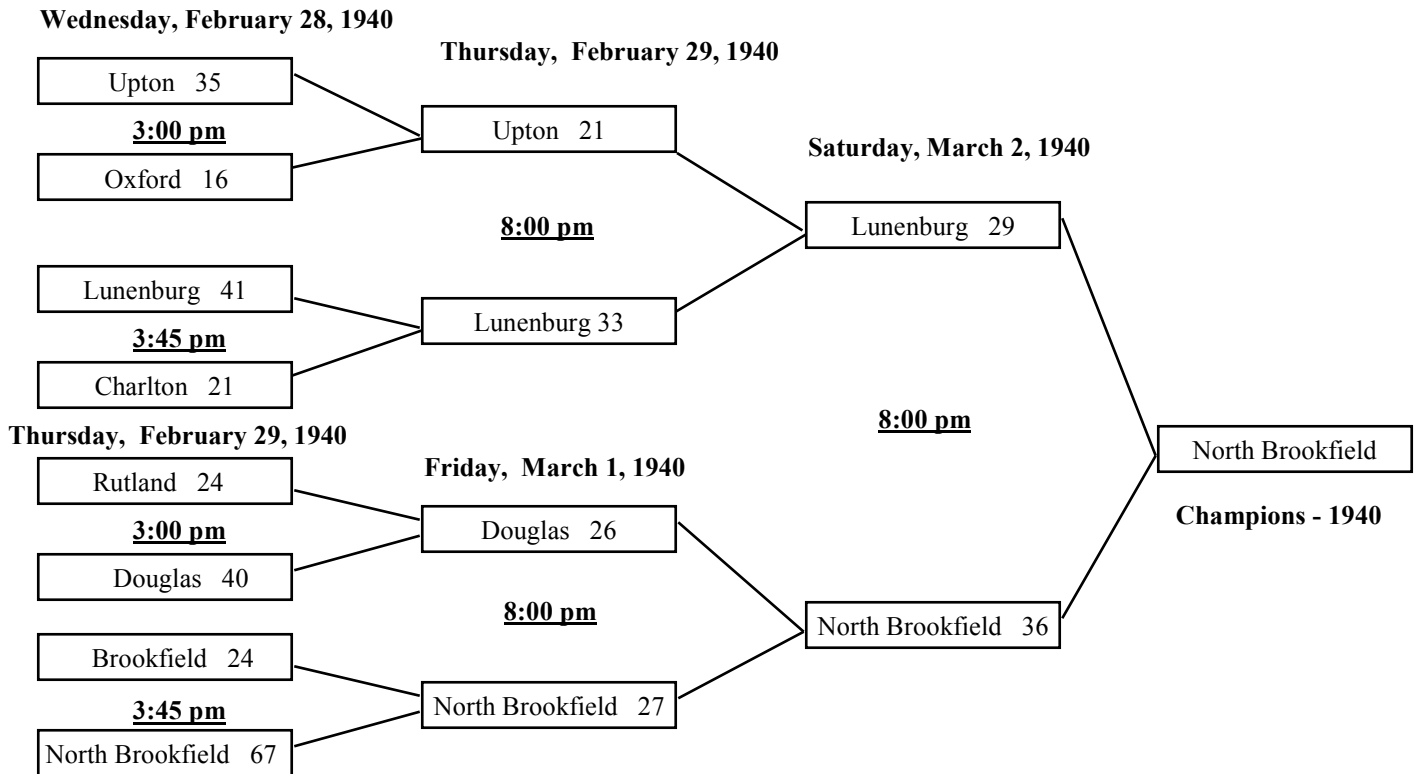 Wednesday, February 28, 1940
Upton 35
3:00 pm
Oxford 16
Lunenburg 41
3:45 pm
Charlton 21
Thursday, February 29, 1940
Rutland 24
3:00 pm
Douglas 40
Brookfield 24
3:45 pm
North Brookfield 67
Thursday, February 29, 1940
Upton 21
8:00 pm
Lunenburg 33
Friday, March 1, 1940
Douglas 26
8:00 pm
North Brookfield 27
Saturday, March 2, 1940
Lunenburg 29
8:00 pm
North Brookfield 36
North Brookfield
Champions - 1940